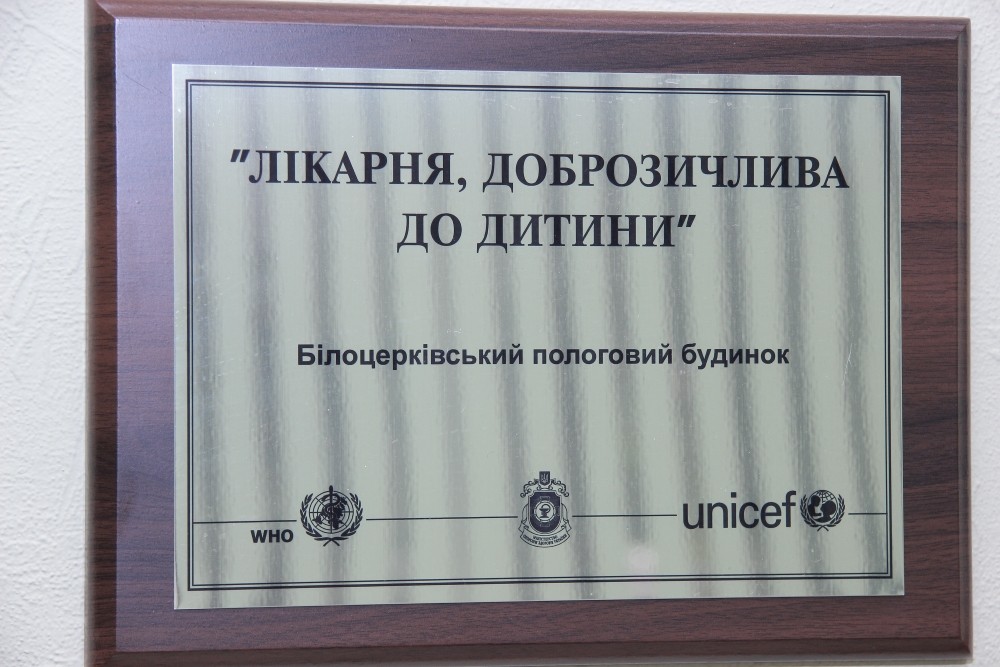 "ЛІКАРНЯ, ДОБРОЗИЧЛИВА
ДО ДИТИНИ"
Білоцерківський пологовий будинок
WHO
unicef